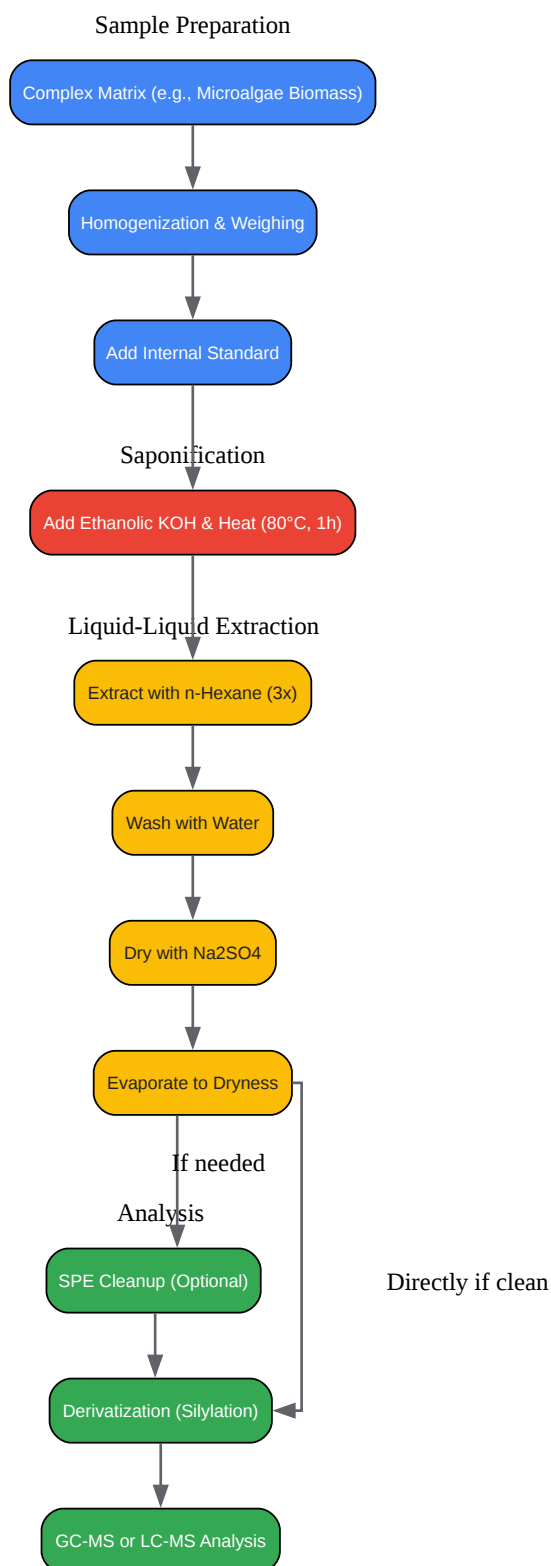 Sample Preparation
Complex Matrix (e.g., Microalgae Biomass)
Homogenization & Weighing
Add Internal Standard
Saponification
Add Ethanolic KOH & Heat (80°C, 1h)
Liquid-Liquid Extraction
Extract with n-Hexane (3x)
Wash with Water
Dry with Na2SO4
Evaporate to Dryness
If needed
Analysis
SPE Cleanup (Optional)
Directly if clean
Derivatization (Silylation)
GC-MS or LC-MS Analysis